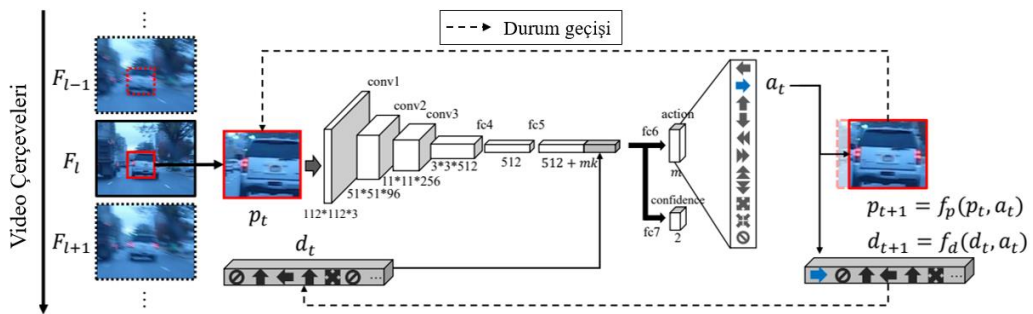 Durum geçişi
Video Çerçeveleri
⋮
F_{l−1}
F_l
F_{l+1}
⋮
p_t
conv1
conv2
conv3
fc4
fc5
fc6
action
fc7
confidence
112*112*3
51*51*96
11*11*256
3*3*512
512
512 + mk
m
2
a_t
d_t
...
p_{t+1} = f_p(p_t, a_t)
d_{t+1} = f_d(d_t, a_t)
...